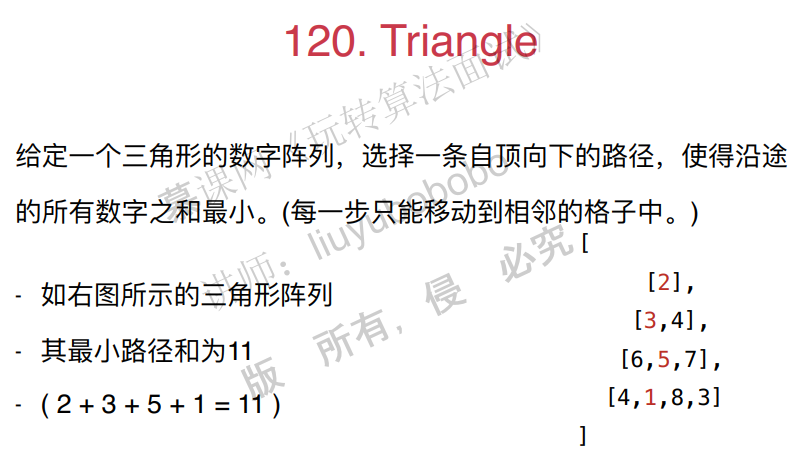 120. Triangle
给定一个三角形的数字阵列，选择一条自顶向下的路径，使得沿途
的所有数字之和最小。(每一步只能移动到相邻的格子中。)
- 如右图所示的三角形阵列
- 其最小路径和为11
- ( 2 + 3 + 5 + 1 = 11 )
[
[2],
[3,4],
[6,5,7],
[4,1,8,3]
]
慕课网《玩转算法面试》
讲师：liuyubobobo
版 所有，侵 必究